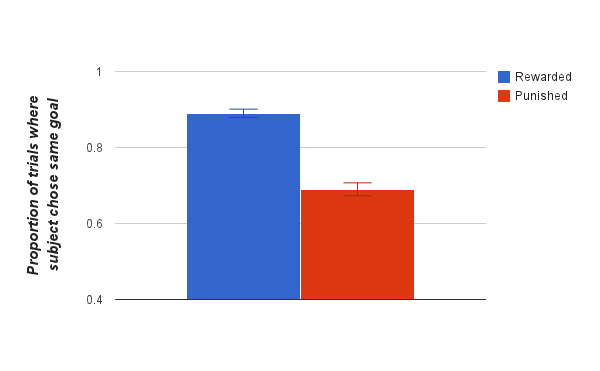 Proportion of trials where
subject chose same goal
1
0.8
0.6
0.4
Rewarded
Punished